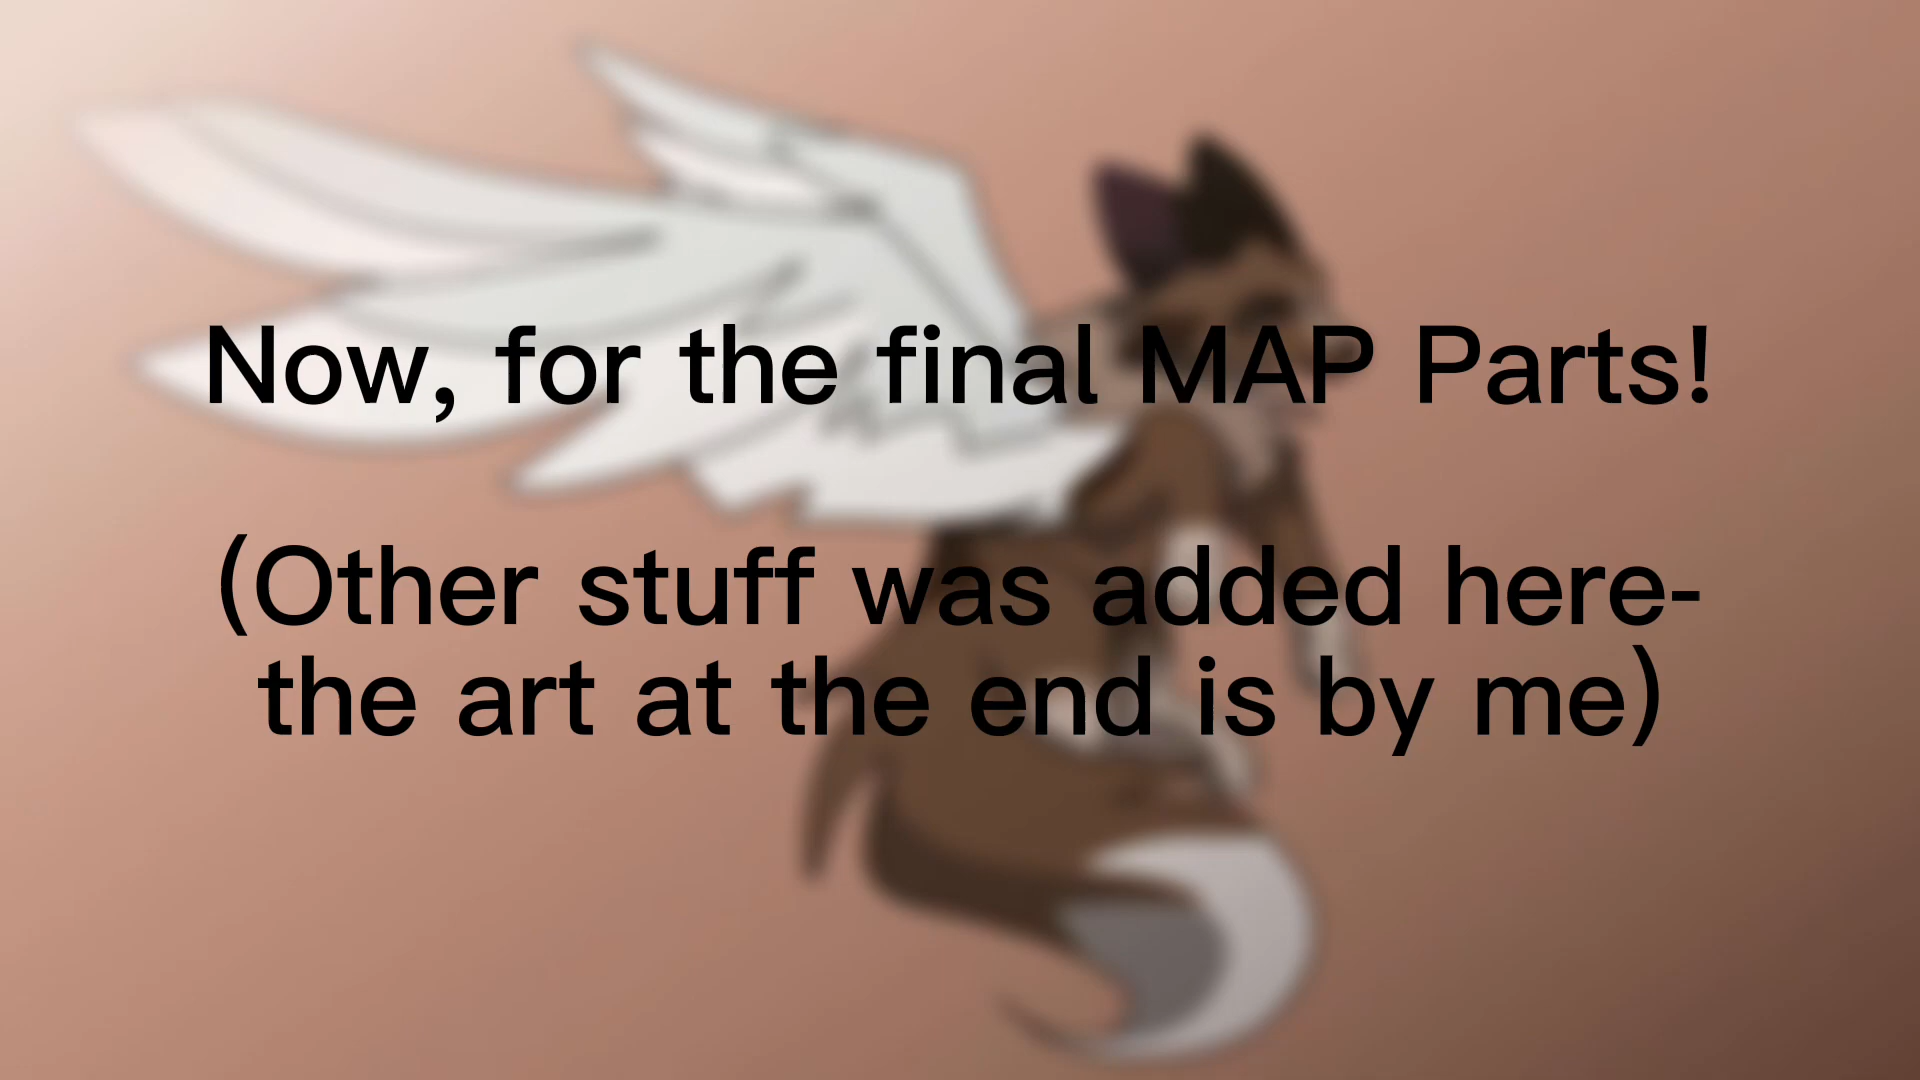 Now, for the final MAP Parts!
(Other stuff was added here-
the art at the end is by me)